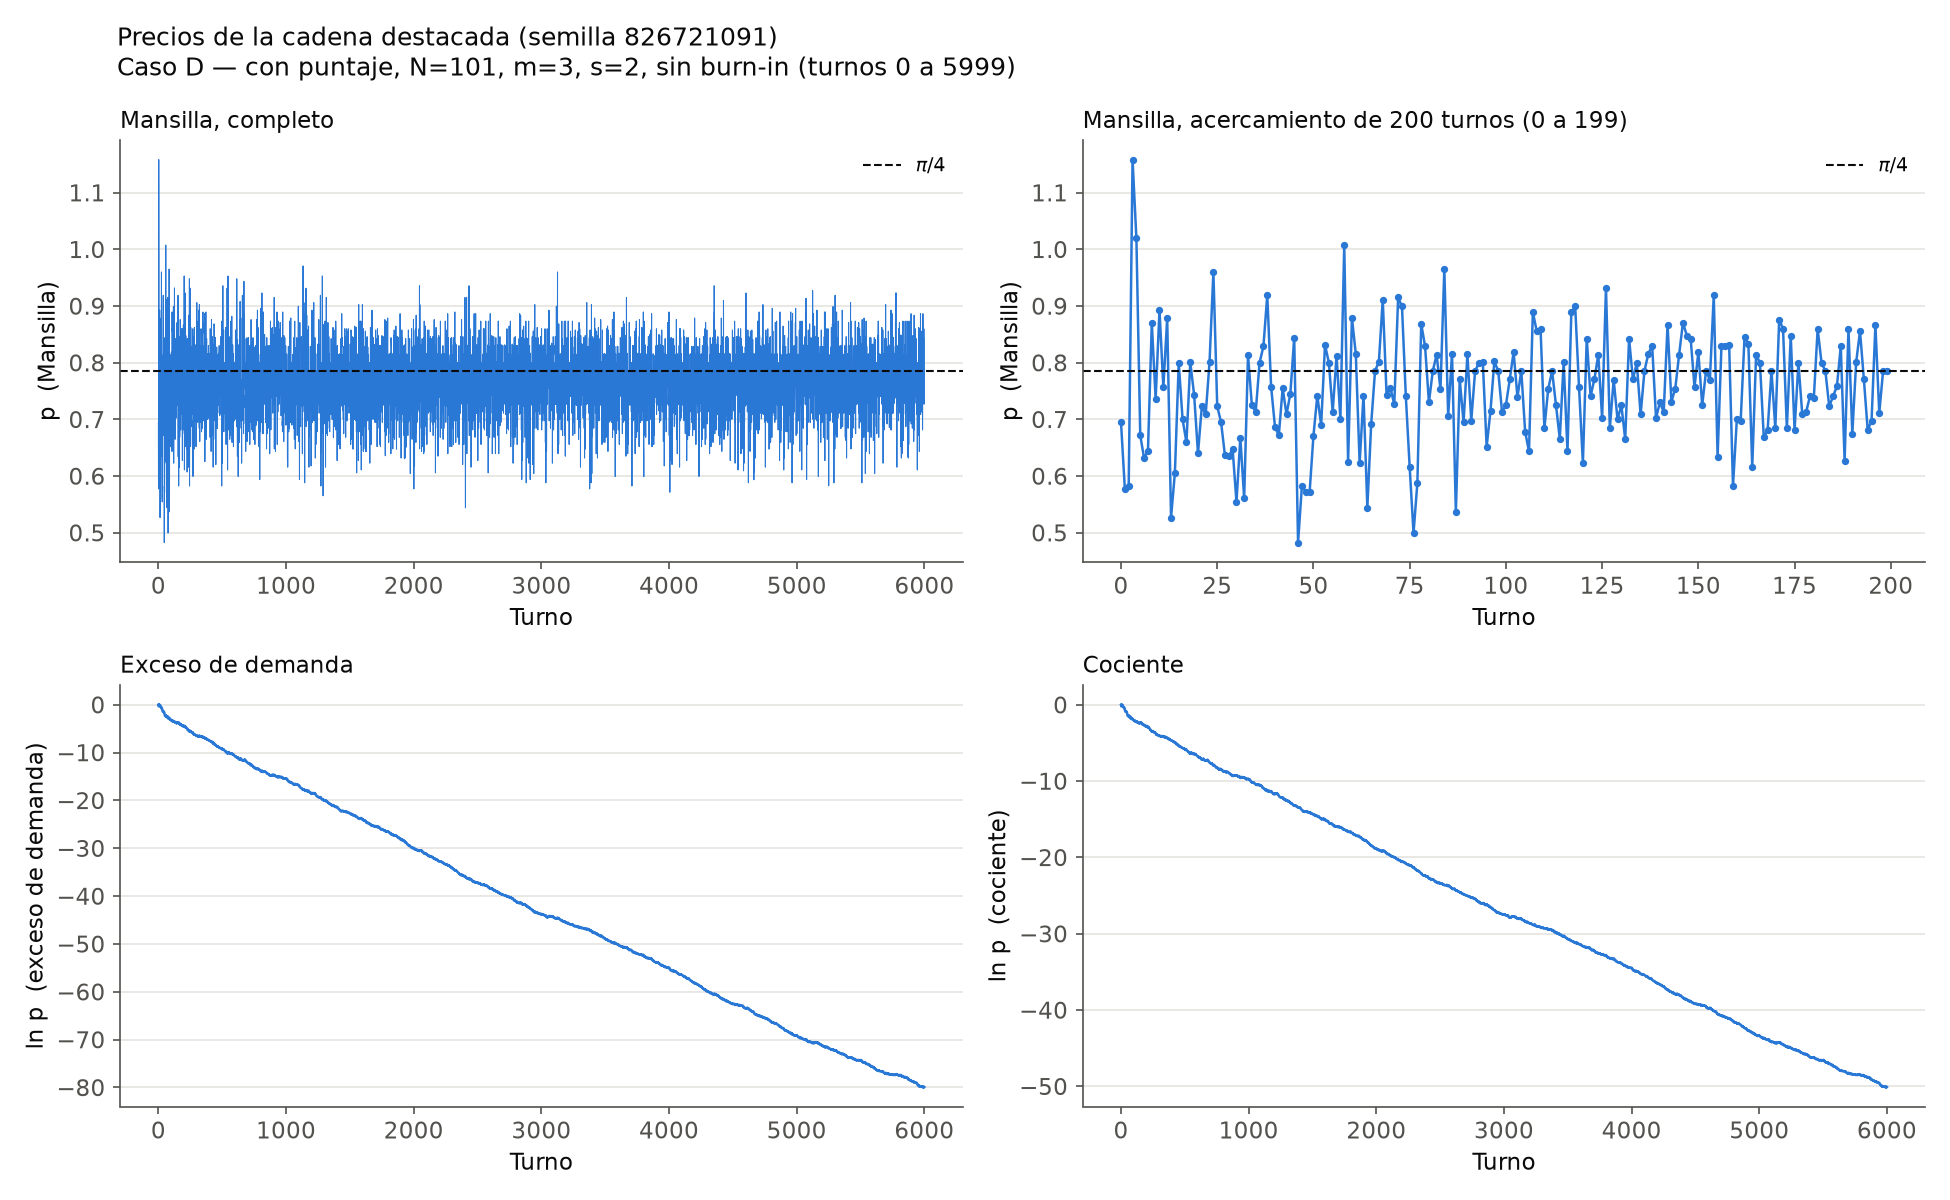 Precios de la cadena destacada (semilla 826721091)
Caso D — con puntaje, N=101, m=3, s=2, sin burn-in (turnos 0 a 5999)
Mansilla, completo
π/4
p (Mansilla)
1.1
1.0
0.9
0.8
0.7
0.6
0.5
0 1000 2000 3000 4000 5000 6000
Turno
Mansilla, acercamiento de 200 turnos (0 a 199)
π/4
p (Mansilla)
1.1
1.0
0.9
0.8
0.7
0.6
0.5
0 25 50 75 100 125 150 175 200
Turno
Exceso de demanda
ln p (exceso de demanda)
0
−10
−20
−30
−40
−50
−60
−70
−80
0 1000 2000 3000 4000 5000 6000
Turno
Cociente
ln p (cociente)
0
−10
−20
−30
−40
−50
0 1000 2000 3000 4000 5000 6000
Turno